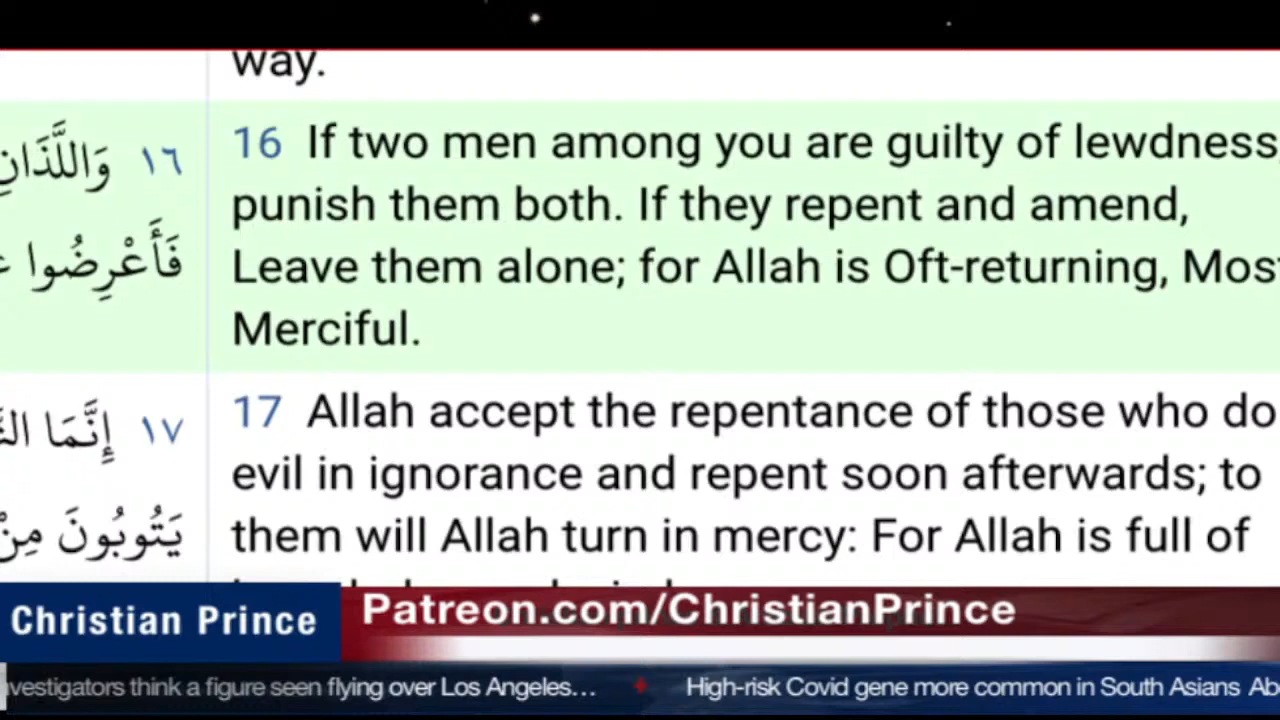 way.
١٦ وَاللَّذَانِ
16 If two men among you are guilty of lewdness,
punish them both. If they repent and amend,
فَأَعْرِضُوا
Leave them alone; for Allah is Oft-returning, Most
Merciful.
١٧ إِنَّمَا
17 Allah accept the repentance of those who do
evil in ignorance and repent soon afterwards; to
يَتُوبُونَ مِنْ
them will Allah turn in mercy: For Allah is full of
Christian Prince
Patreon.com/ChristianPrince
vestigators think a figure seen flying over Los Angeles...
High-risk Covid gene more common in South Asians Ab